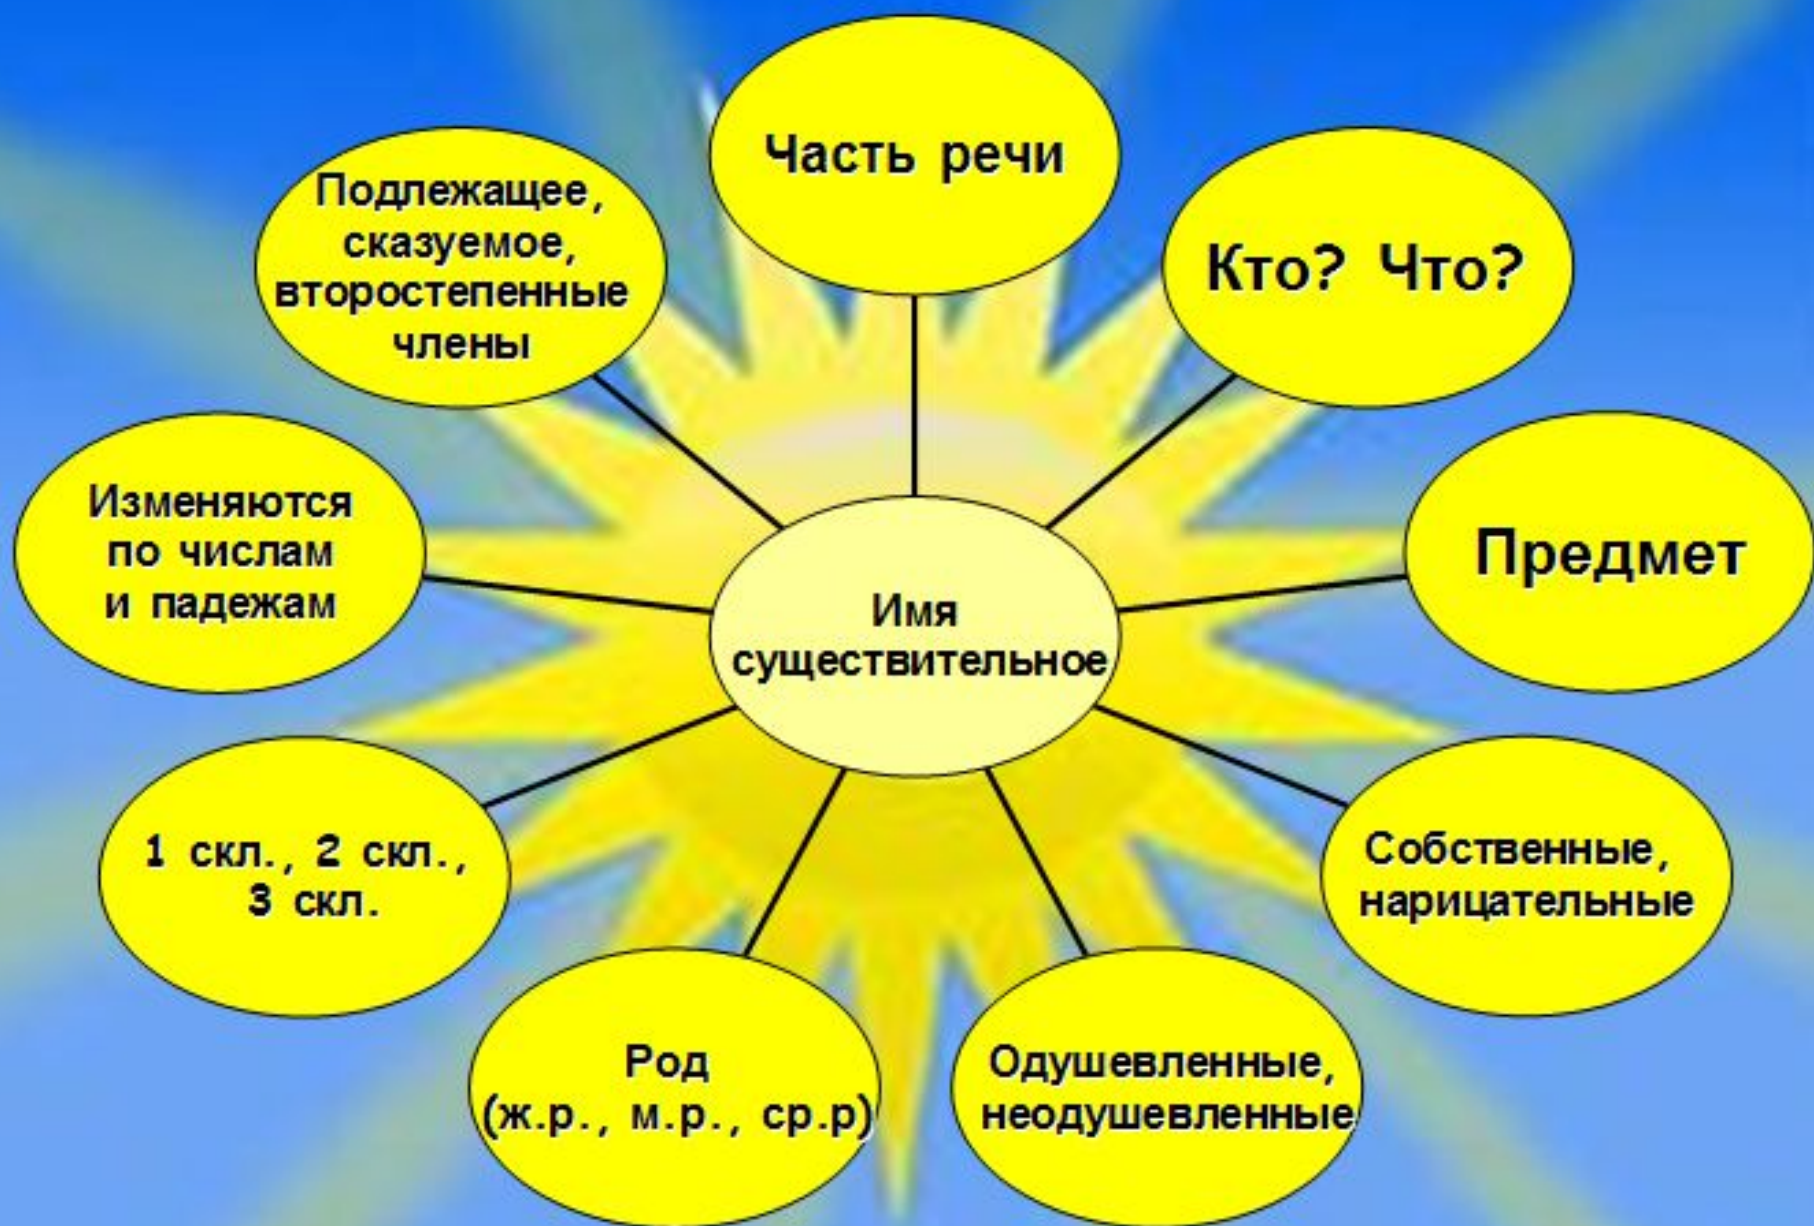 Часть речи
Кто? Что?
Предмет
Собственные,
нарицательные
Одушевленные,
неодушевленные
Род
(ж.р., м.р., ср.р)
1 скл., 2 скл.,
3 скл.
Изменяются
по числам
и падежам
Подлежащее,
сказуемое,
второстепенные
члены
Имя
существительное